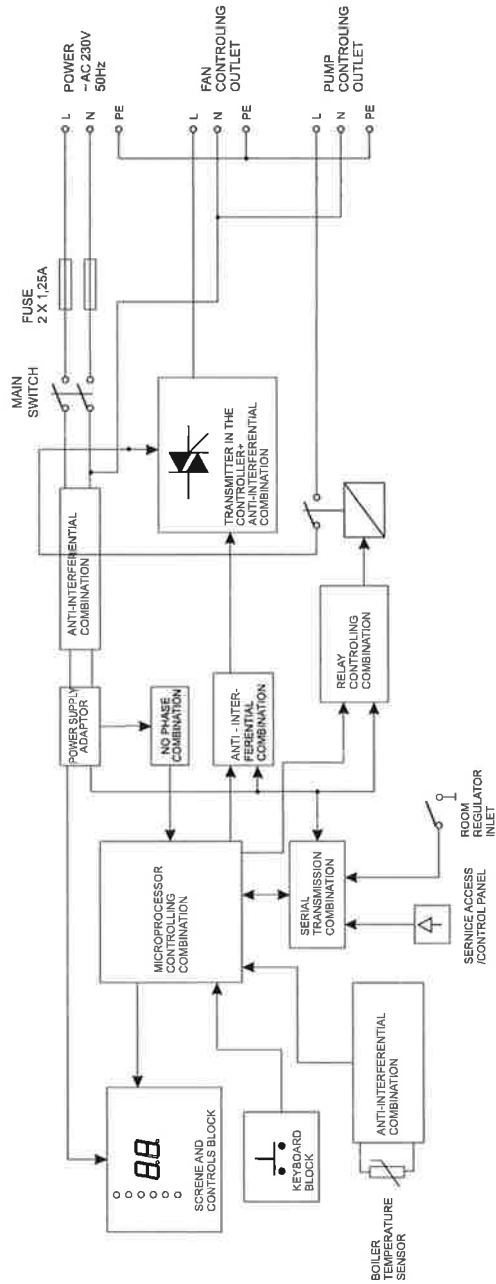 POWER
~ AC 230V
50Hz
L
N
PE
FAN
CONTROLING
OUTLET
L
N
PE
PUMP
CONTROLING
OUTLET
L
N
PE
FUSE
2 X 1,25A
MAIN
SWITCH
ANTI-INTERFERENTIAL
COMBINATION
TRANSMITTER IN THE
CONTROLLER+
ANTI-INTERFERENTIAL
COMBINATION
POWER SUPPLY
ADAPTOR
NO PHASE
COMBINATION
ANTI - INTER-
FERENTIAL
COMBINATION
RELAY
CONTROLING
COMBINATION
MICROPROCESSOR
CONTROLLING
COMBINATION
SERIAL
TRANSMISSION
COMBINATION
ROOM
REGULATOR
INLET
SERNICE ACCESS
/CONTROL PANEL
8.8.
SCRENE AND
CONTROLS BLOCK
KEYBOARD
BLOCK
ANTI-INTERFERENTIAL
COMBINATION
BOILER
TEMPERATURE
SENSOR